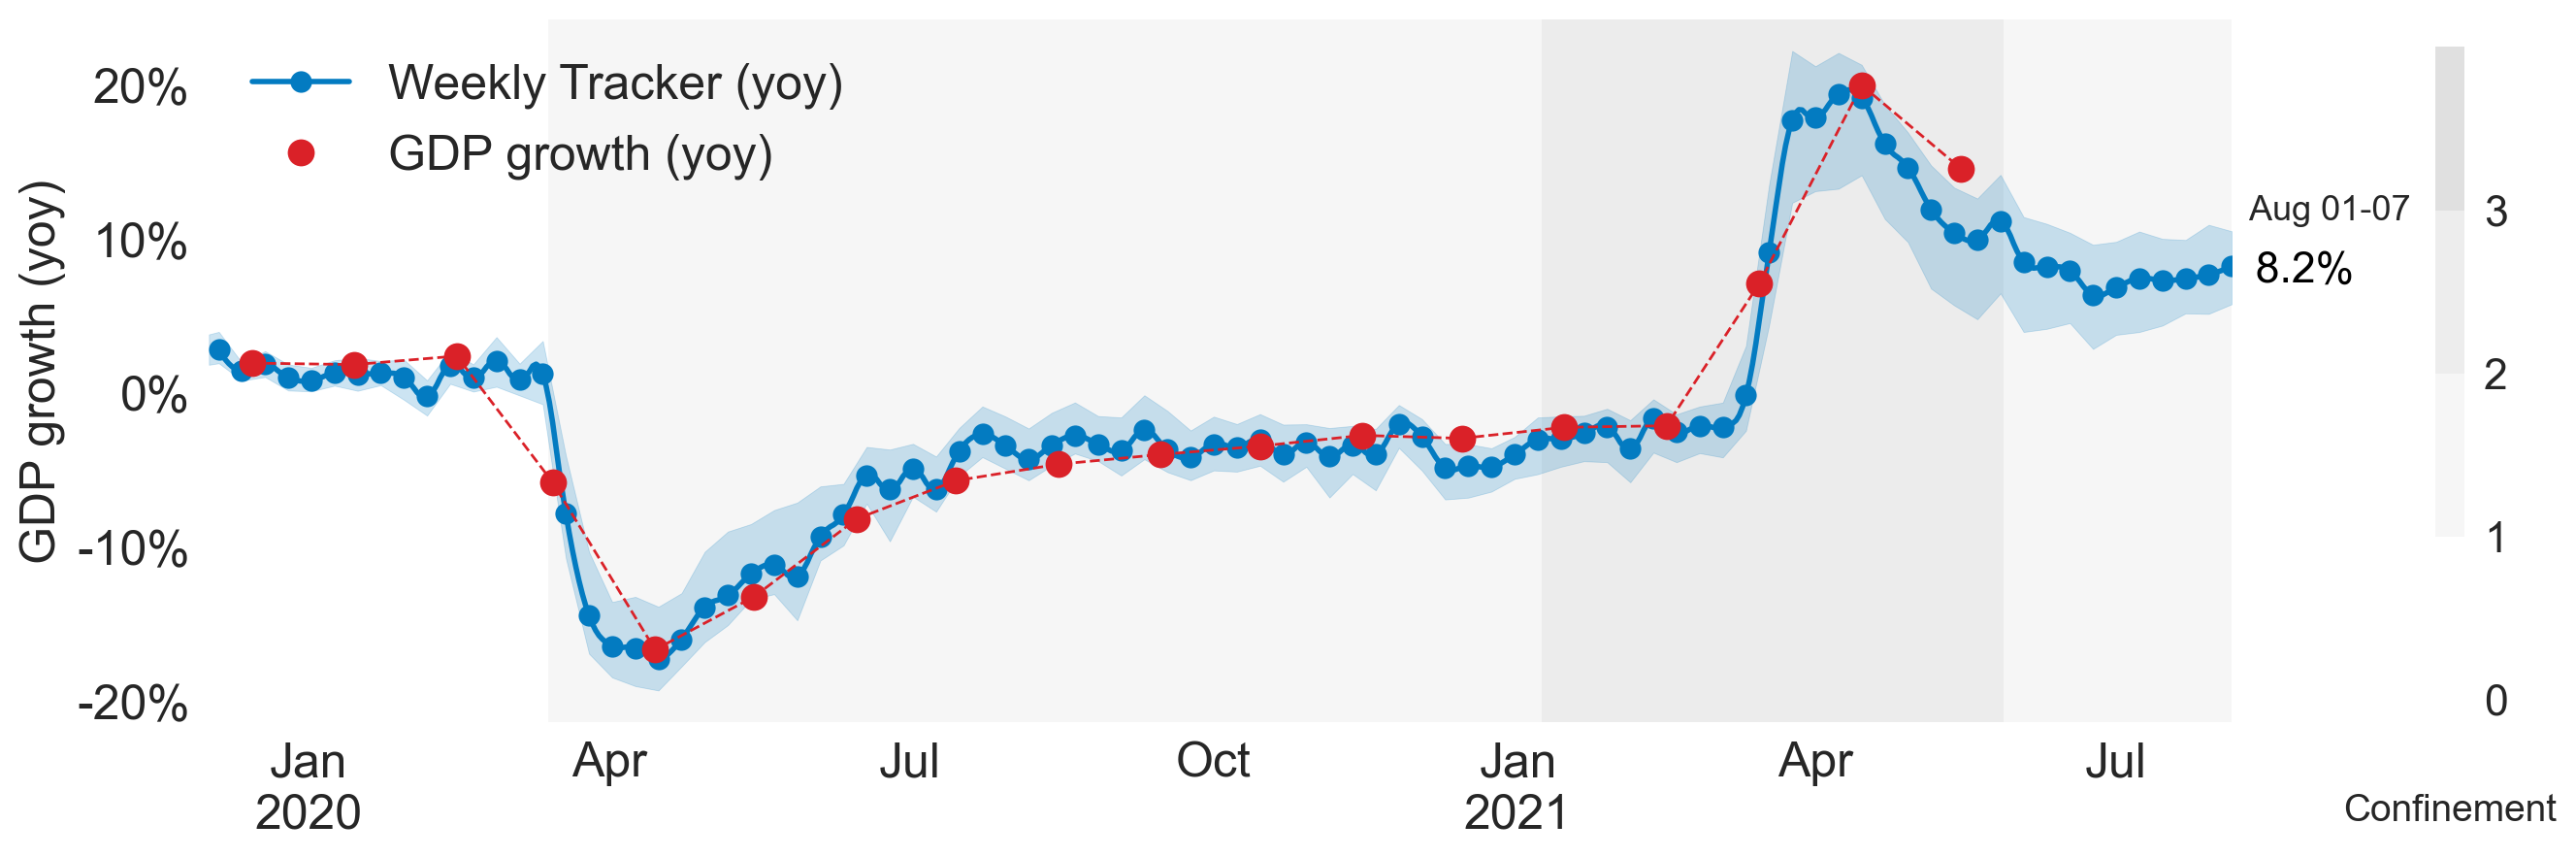 Weekly Tracker (yoy)
GDP growth (yoy)
GDP growth (yoy)
20%
10%
0%
-10%
-20%
Jan
2020
Apr
Jul
Oct
Jan
2021
Apr
Jul
Aug 01-07
8.2%
3
2
1
0
Confinement